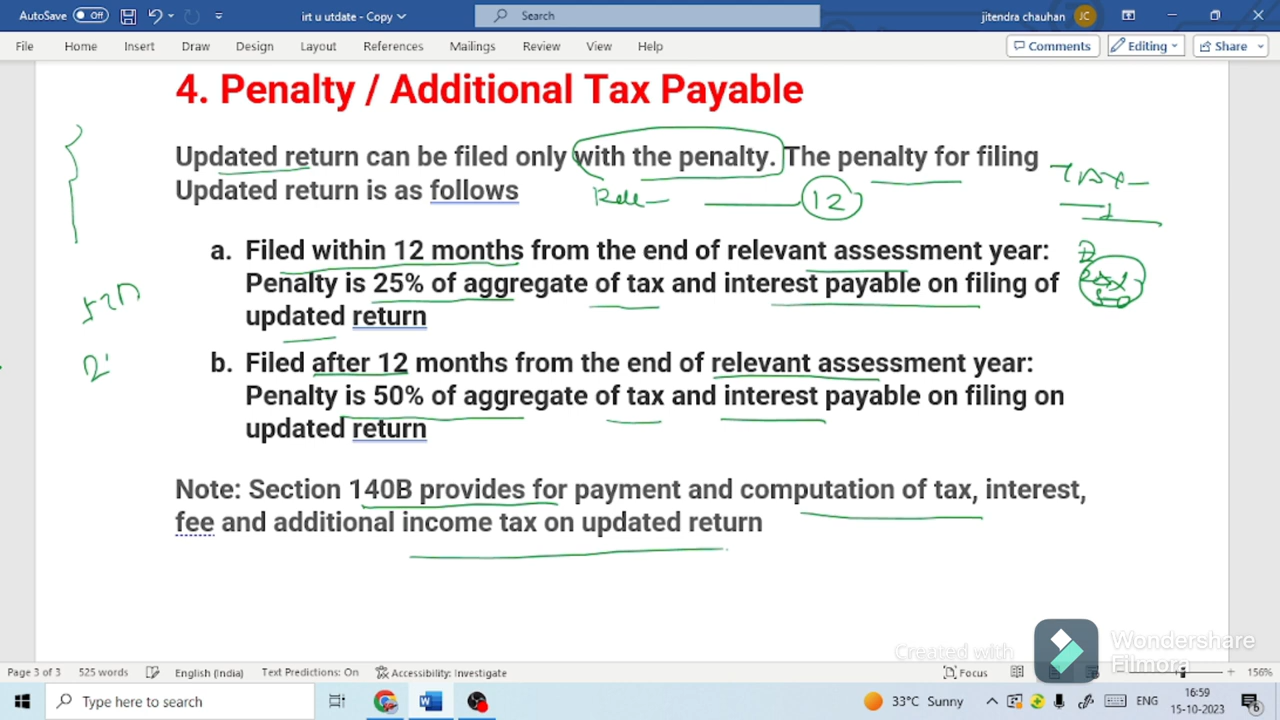 AutoSave Off irt u utdate - Copy Search jitendra chauhan JC
File Home Insert Draw Design Layout References Mailings Review View Help Comments Editing Share
4. Penalty / Additional Tax Payable
Updated return can be filed only with the penalty. The penalty for filing
Updated return is as follows
12
a. Filed within 12 months from the end of relevant assessment year:
Penalty is 25% of aggregate of tax and interest payable on filing of
updated return
b. Filed after 12 months from the end of relevant assessment year:
Penalty is 50% of aggregate of tax and interest payable on filing on
updated return
Note: Section 140B provides for payment and computation of tax, interest,
fee and additional income tax on updated return
Created with Wondershare
Filmora
Page 3 of 3 525 words English (India) Text Predictions: On Accessibility: Investigate Focus 156%
Type here to search 33°C Sunny ENG 16:59
15-10-2023 6